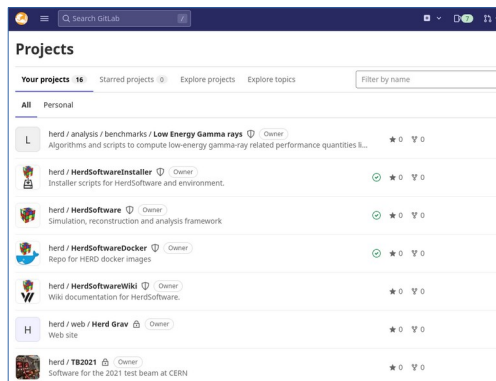 Search GitLab /
7
Projects
Your projects 16 Starred projects 0 Explore projects Explore topics Filter by name
All Personal
L herd / analysis / benchmarks / Low Energy Gamma rays Owner 0 0
Algorithms and scripts to compute low-energy gamma-ray related performance quantities li...
herd / HerdSoftwareInstaller Owner 0 0
Installer scripts for HerdSoftware and environment.
herd / HerdSoftware Owner 0 0
Simulation, reconstruction and analysis framework
herd / HerdSoftwareDocker Owner 0 0
Repo for HERD docker images
herd / HerdSoftwareWiki Owner 0 0
Wiki documentation for HerdSoftware.
H herd / web / Herd Grav Owner 0 0
Web site
herd / TB2021 Owner 0 0
Software for the 2021 test beam at CERN